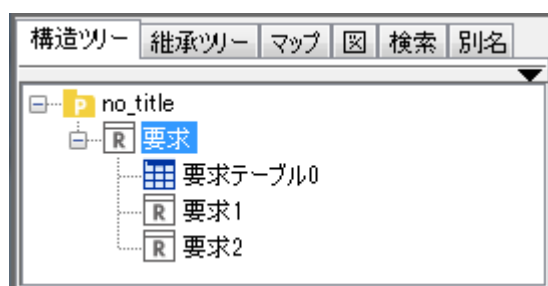 構造ツリー 継承ツリー マップ 図 検索 別名
P no_title
R 要求
要求テーブル0
R 要求1
R 要求2